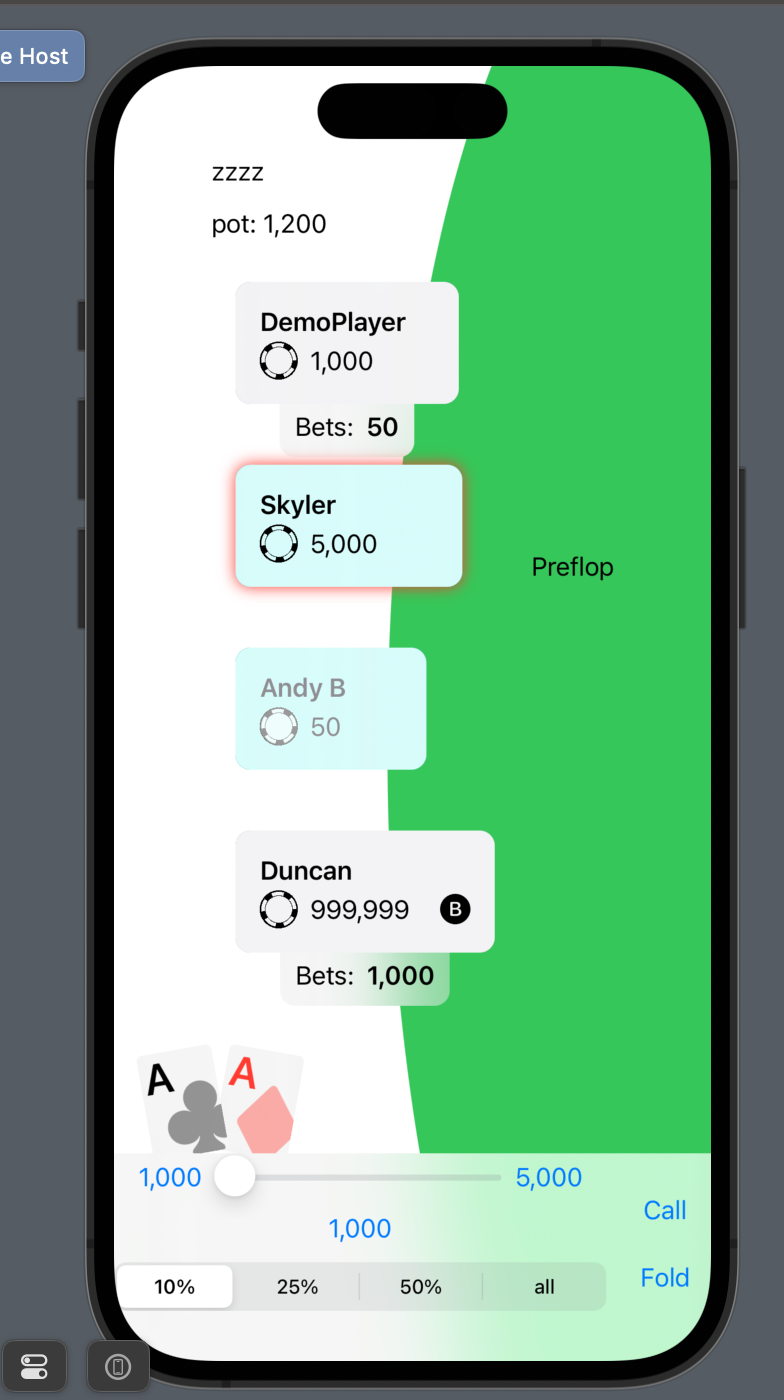 e Host
zzzz
pot: 1,200
DemoPlayer
1,000
Bets: 50
Skyler
5,000
Preflop
Andy B
50
Duncan
999,999 B
Bets: 1,000
A A
1,000 5,000
Call
1,000
Fold
10% 25% 50% all